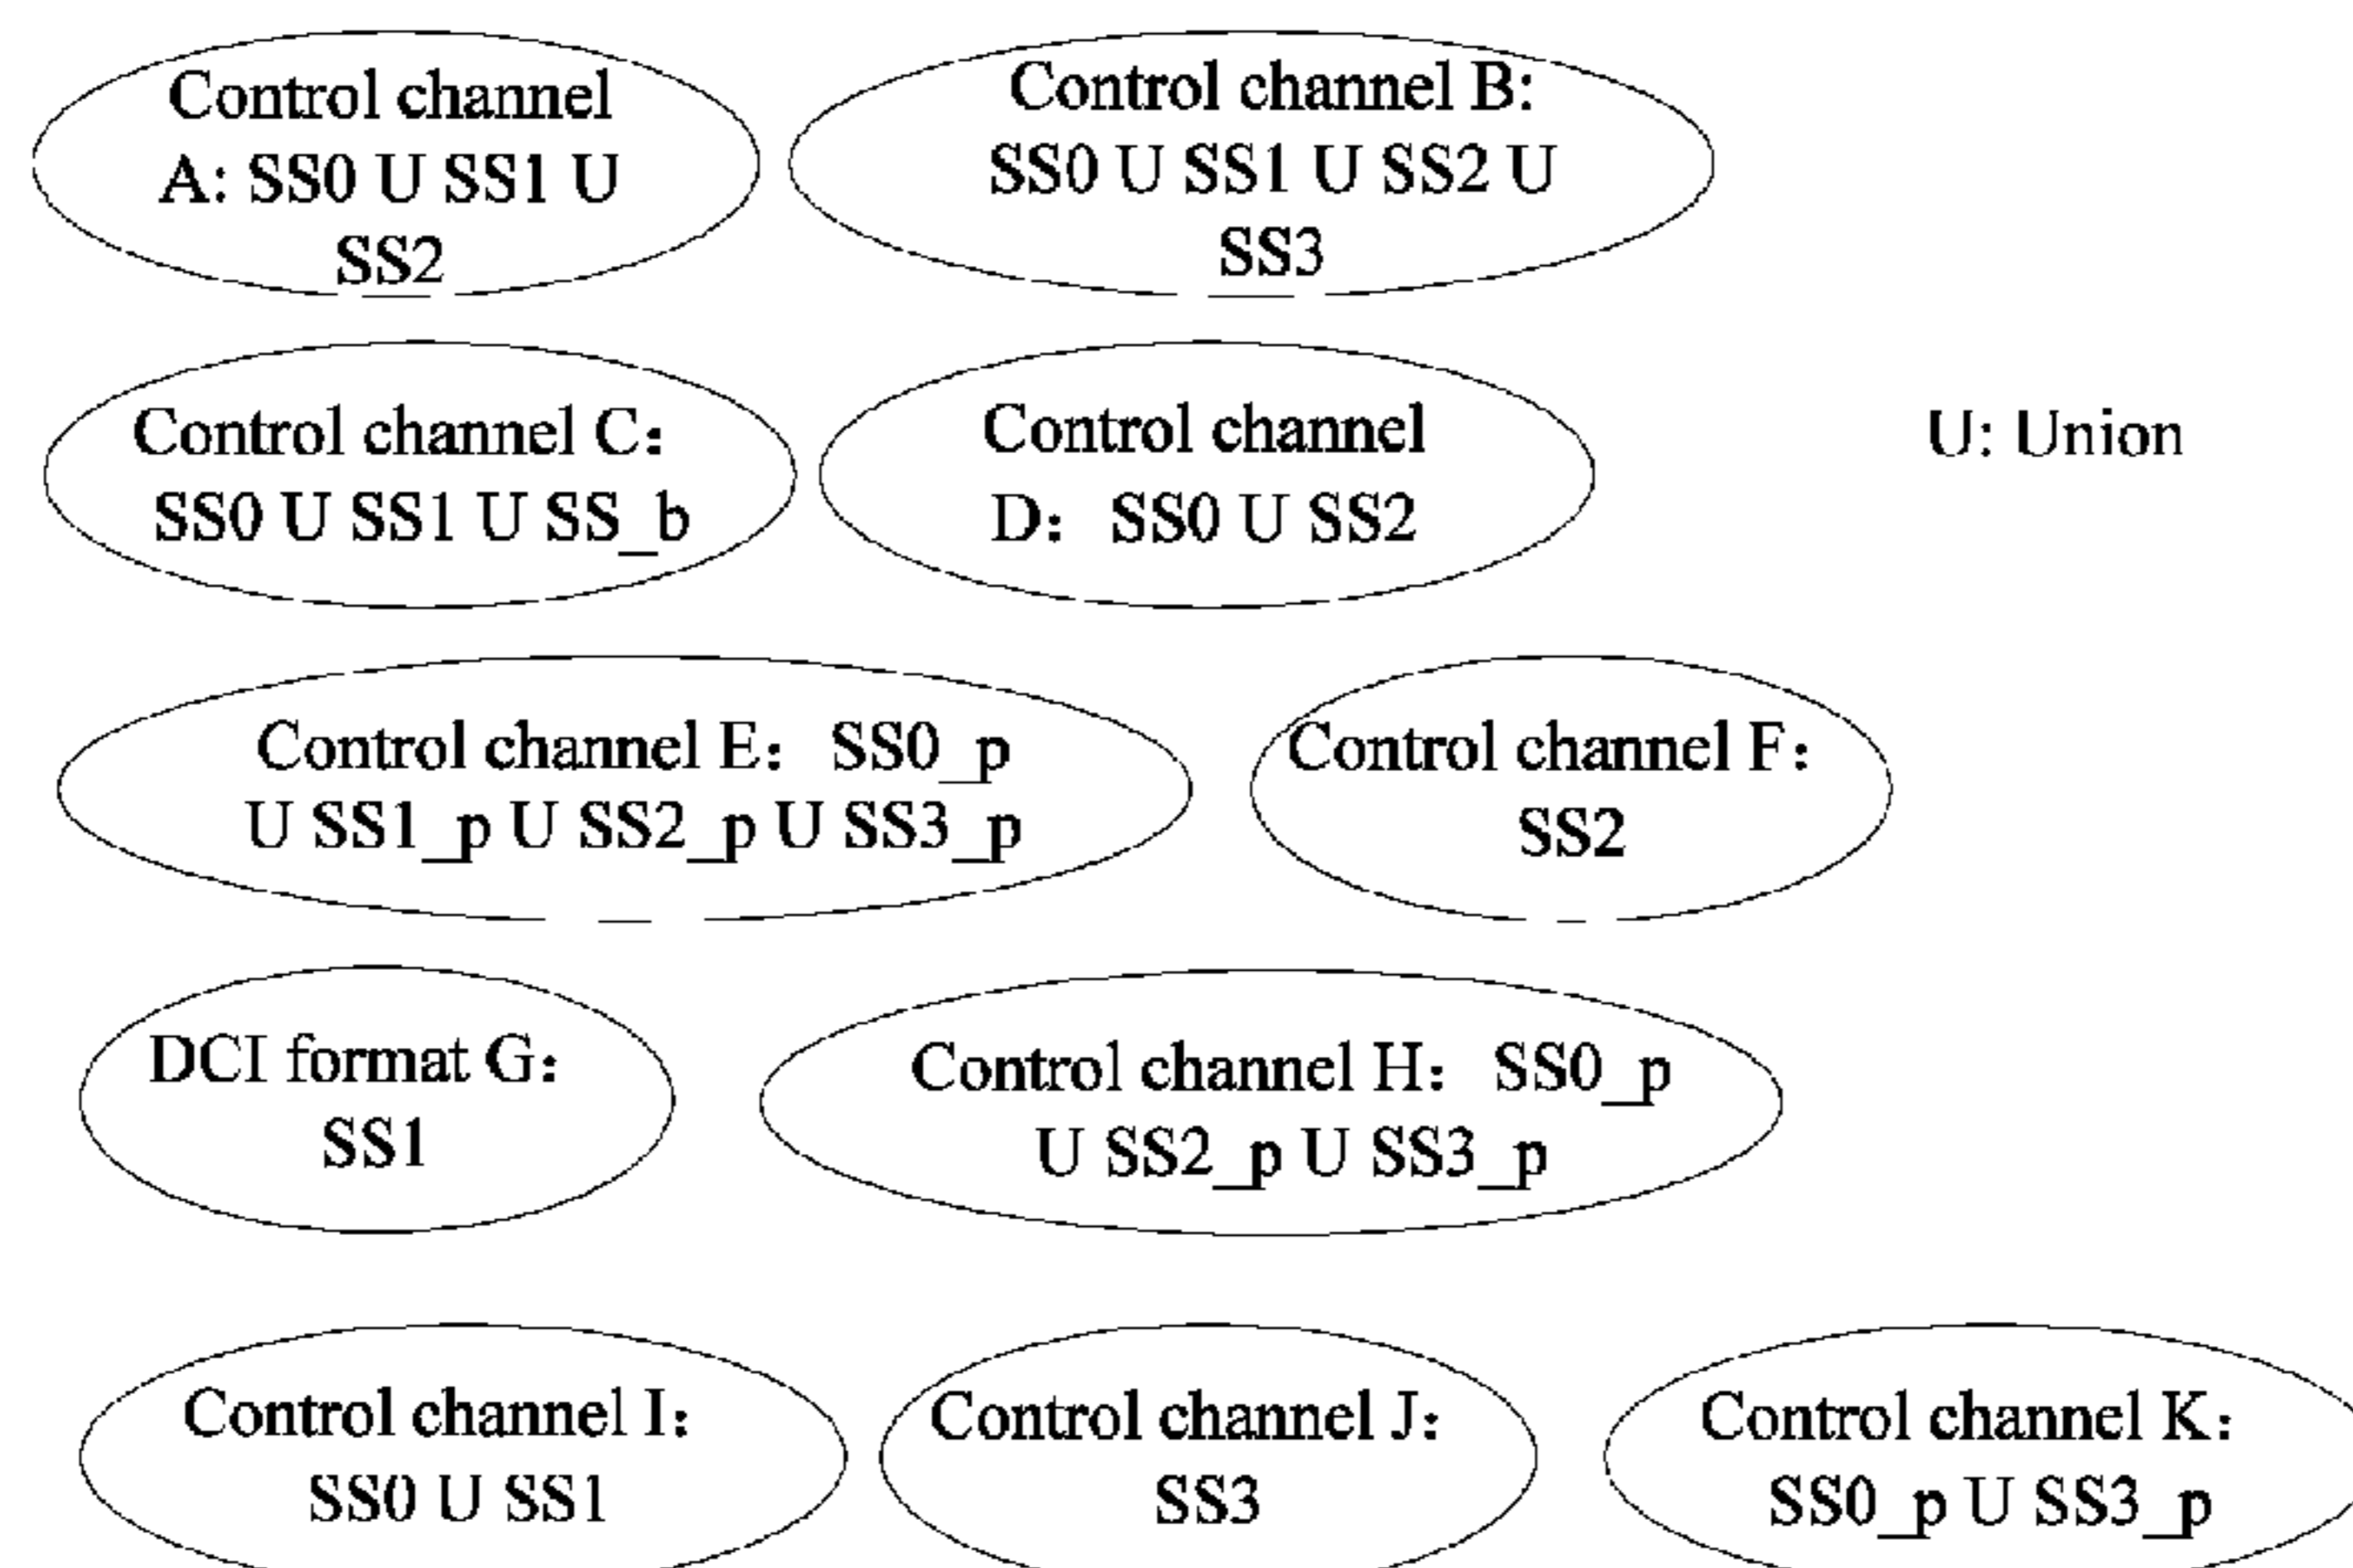 Control channel
A: SS0 U SS1 U
SS2
Control channel B:
SS0 U SS1 U SS2 U
SS3
Control channel C:
SS0 U SS1 U SS_b
Control channel
D: SS0 U SS2
U: Union
Control channel E: SS0_p
U SS1_p U SS2_p U SS3_p
Control channel F:
SS2
DCI format G:
SS1
Control channel H: SS0_p
U SS2_p U SS3_p
Control channel I:
SS0 U SS1
Control channel J:
SS3
Control channel K:
SS0_p U SS3_p